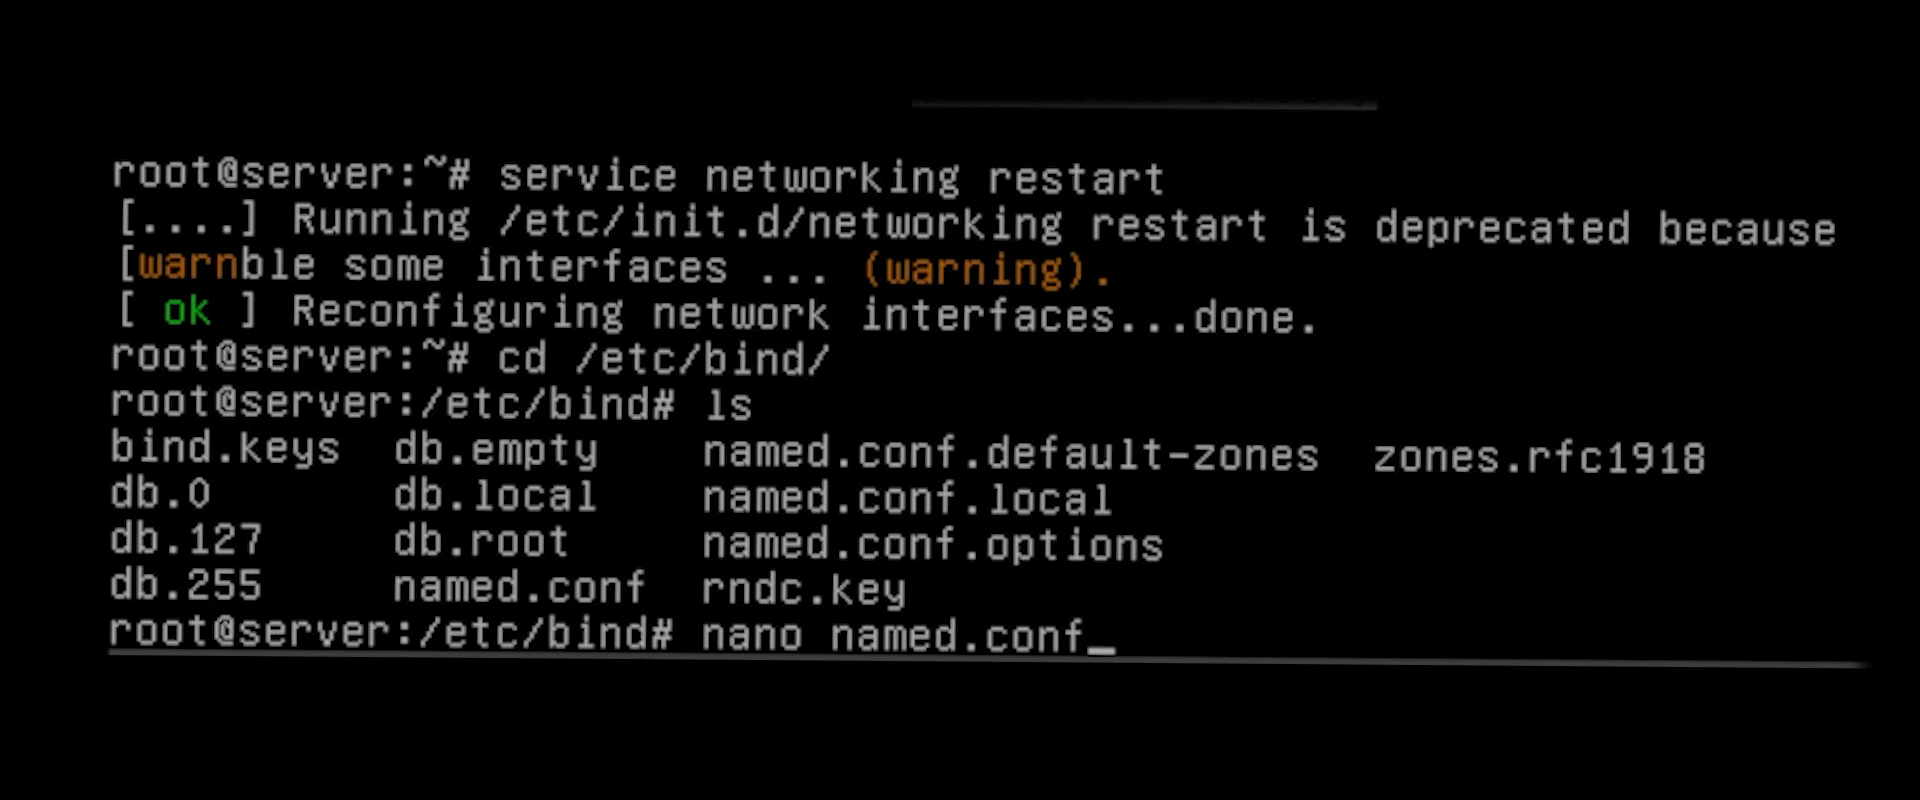 root@server:~# service networking restart
[....] Running /etc/init.d/networking restart is deprecated because
[warnble some interfaces ... (warning).
[ ok ] Reconfiguring network interfaces...done.
root@server:~# cd /etc/bind/
root@server:/etc/bind# ls
bind.keys  db.empty    named.conf.default-zones  zones.rfc1918
db.0       db.local    named.conf.local
db.127     db.root     named.conf.options
db.255     named.conf  rndc.key
root@server:/etc/bind# nano named.conf_